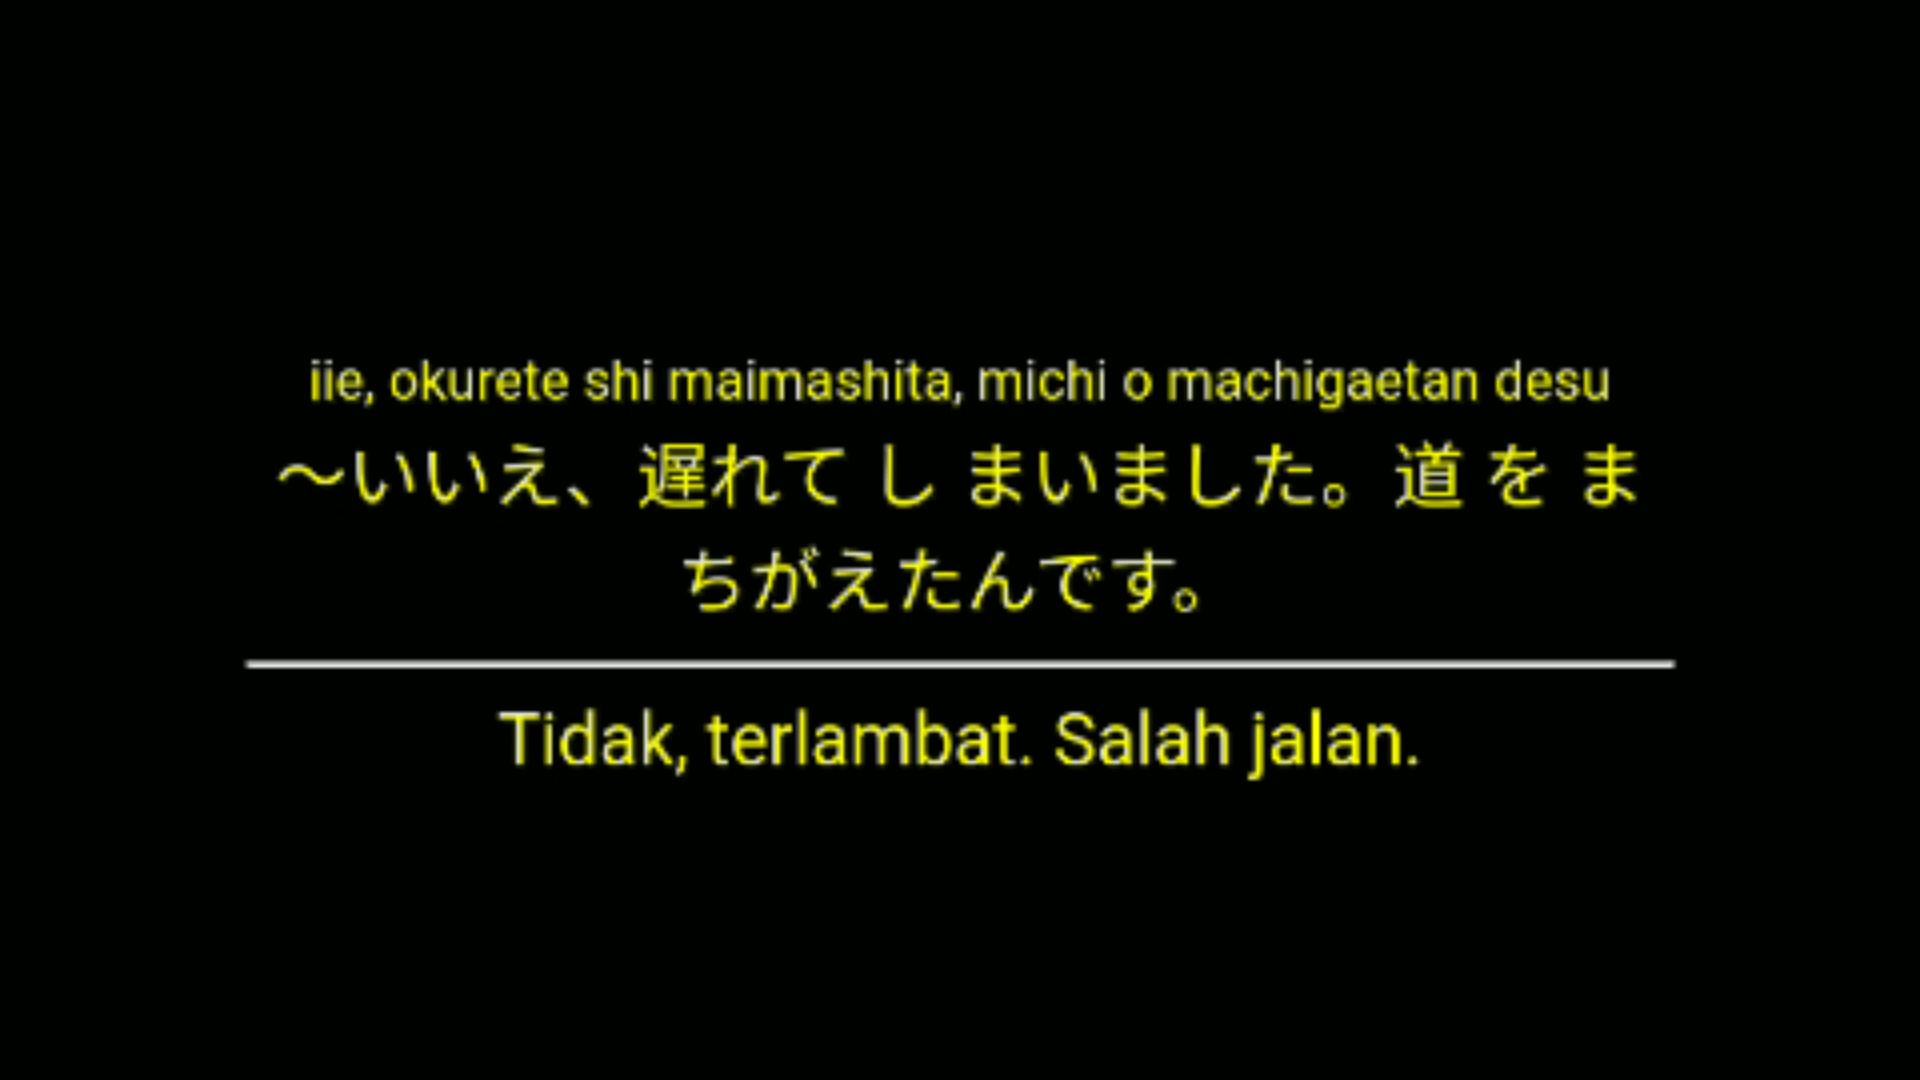 iie, okurete shi maimashita, michi o machigaetan desu
～いいえ、遅れて し まいました。道 を ま
ちがえたんです。
Tidak, terlambat. Salah jalan.